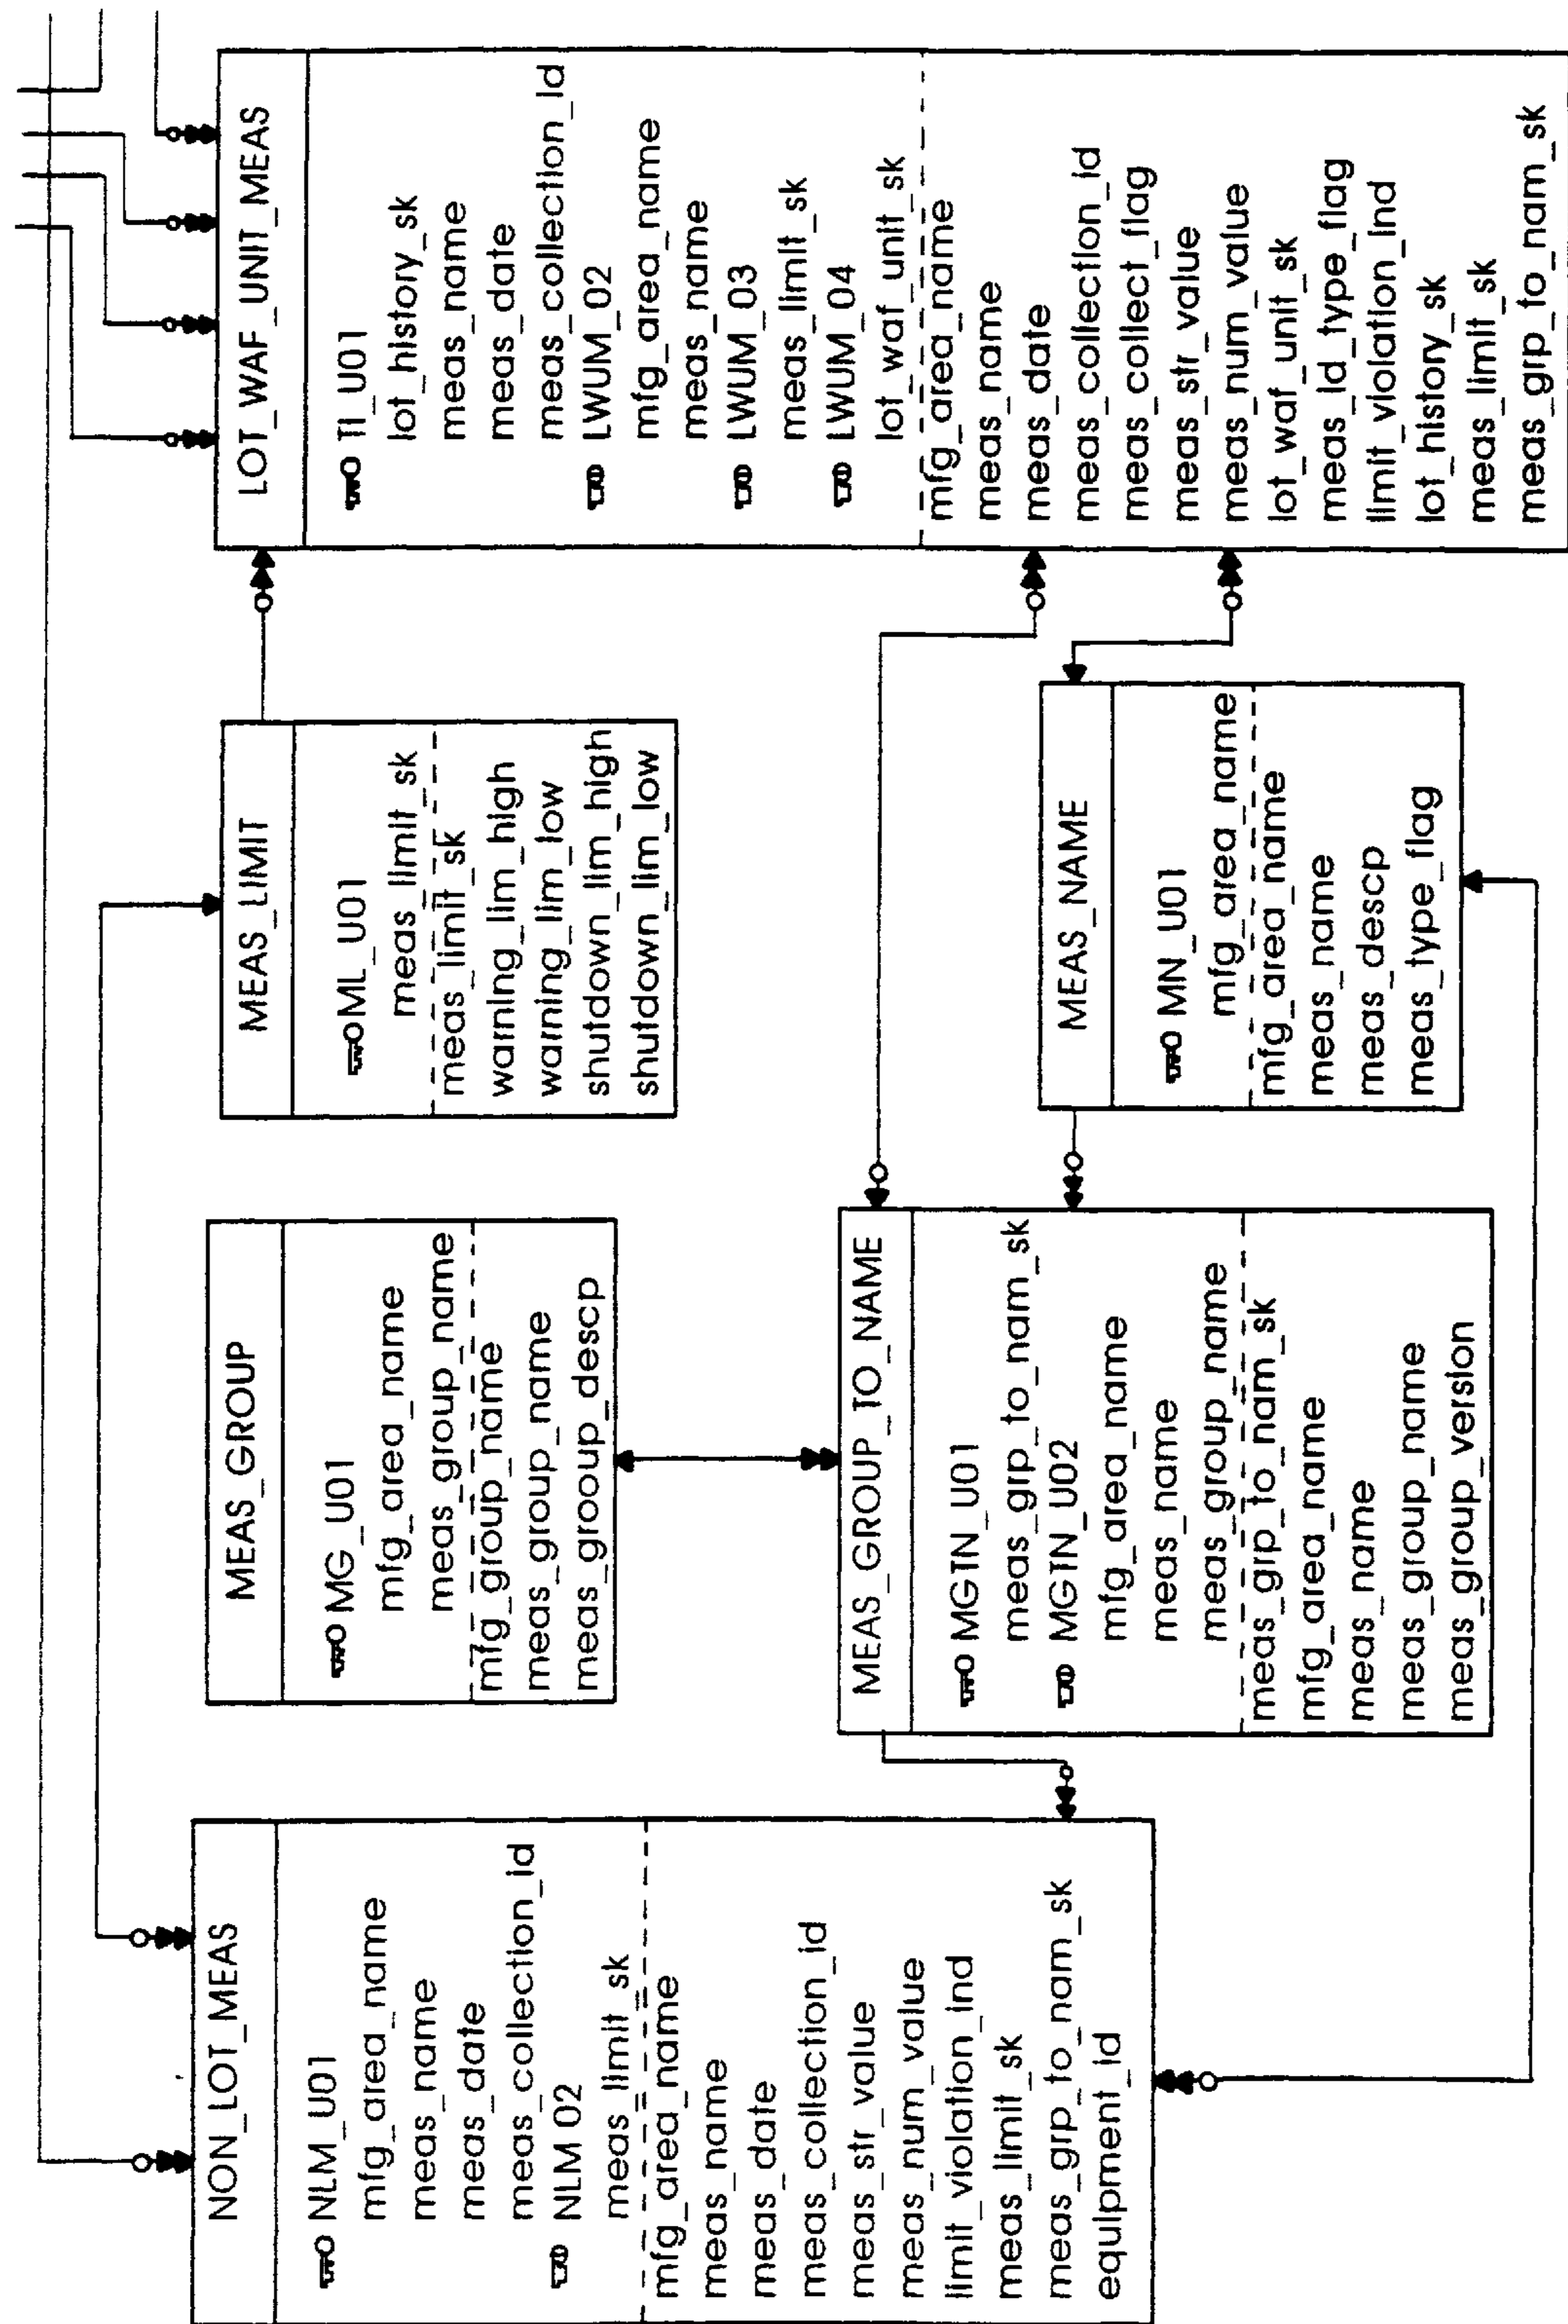 NON_LOT_MEAS
NLM_U01
mfg_area_name
meas_name
meas_date
meas_collection_id
NLM 02
meas_limit_sk
mfg_area_name
meas_name
meas_date
meas_collection_id
meas_str_value
meas_num_value
limit_violation_ind
meas_limit_sk
meas_grp_to_nam_sk
equipment_id
MEAS_GROUP
MG_U01
mfg_area_name
meas_group_name
mfg_group_name
meas_group_name
meas_grooup_descp
MEAS_GROUP_TO_NAME
MGTN_U01
meas_grp_to_nam_sk
MGTN_U02
mfg_area_name
meas_name
meas_group_name
meas_grp_to_nam_sk
mfg_area_name
meas_name
meas_group_name
meas_group_version
MEAS_LIMIT
ML_U01
meas_limit_sk
meas_limit_sk
warning_lim_high
warning_lim_low
shutdown_lim_high
shutdown_lim_low
MEAS_NAME
MN_U01
mfg_area_name
mfg_area_name
meas_name
meas_descp
meas_type_flag
LOT_WAF_UNIT_MEAS
TI_U01
lot_history_sk
meas_name
meas_date
meas_collection_id
LWUM_02
mfg_area_name
meas_name
LWUM_03
meas_limit_sk
LWUM_04
lot_waf_unit_sk
mfg_area_name
meas_name
meas_date
meas_collection_id
meas_collect_flag
meas_str_value
meas_num_value
lot_waf_unit_sk
meas_id_type_flag
limit_violation_ind
lot_history_sk
meas_limit_sk
meas_grp_to_nam_sk